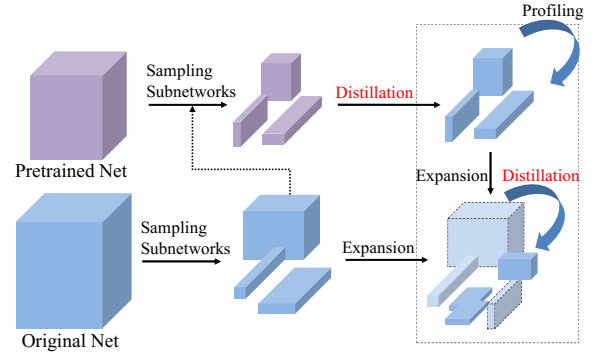 Profiling
Sampling
Subnetworks
Distillation
Pretrained Net
Expansion
Distillation
Sampling
Subnetworks
Expansion
Original Net